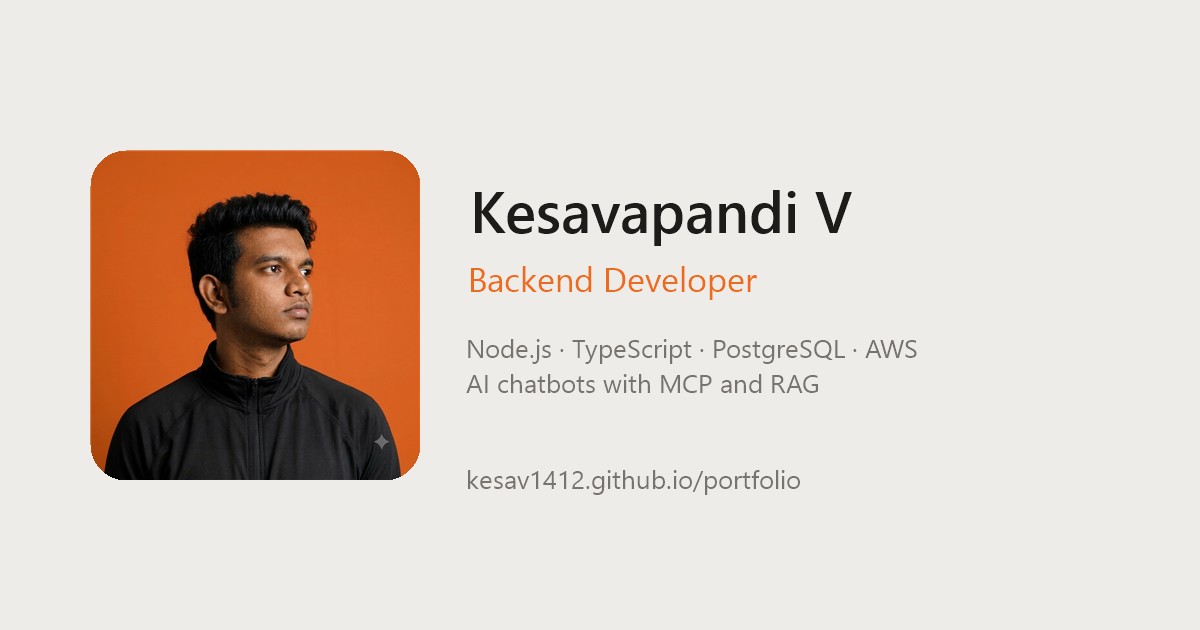 Kesavapandi V
Backend Developer
Node.js · TypeScript · PostgreSQL · AWS
AI chatbots with MCP and RAG
kesav1412.github.io/portfolio